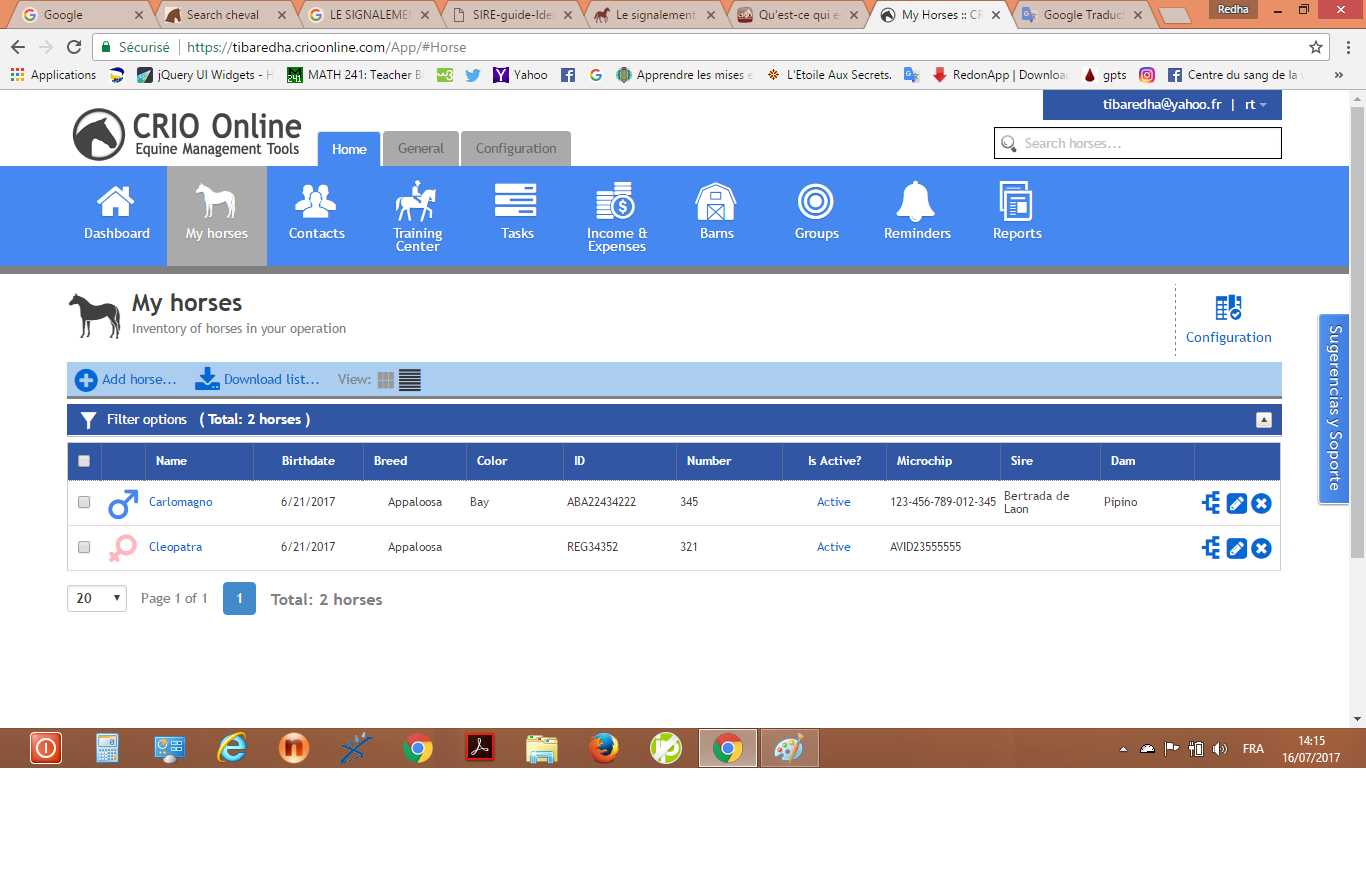 Google
Search cheval
LE SIGNALEMEN
SIRE-guide-Ide
Le signalement
Qu'est-ce qui e
My Horses :: CR
Google Traduct
Redha
Sécurisé
https://tibaredha.crioonline.com/App/#Horse
Applications
jQuery UI Widgets - H
MATH 241: Teacher B
Yahoo
Apprendre les mises e
L'Etoile Aux Secrets.
RedonApp | Downloa
gpts
Centre du sang de la
»
tibaredha@yahoo.fr | rt
CRIO Online
Equine Management Tools
Home
General
Configuration
Search horses...
Dashboard
My horses
Contacts
Training Center
Tasks
Income & Expenses
Barns
Groups
Reminders
Reports
My horses
Inventory of horses in your operation
Configuration
Sugerencias y Soporte
Add horse...
Download list...
View:
Filter options ( Total: 2 horses )
Name Birthdate Breed Color ID Number Is Active? Microchip Sire Dam
Carlomagno 6/21/2017 Appaloosa Bay ABA22434222 345 Active 123-456-789-012-345 Bertrada de Laon Pipino
Cleopatra 6/21/2017 Appaloosa REG34352 321 Active AVID23555555
20 Page 1 of 1 1 Total: 2 horses
FRA
14:15
16/07/2017